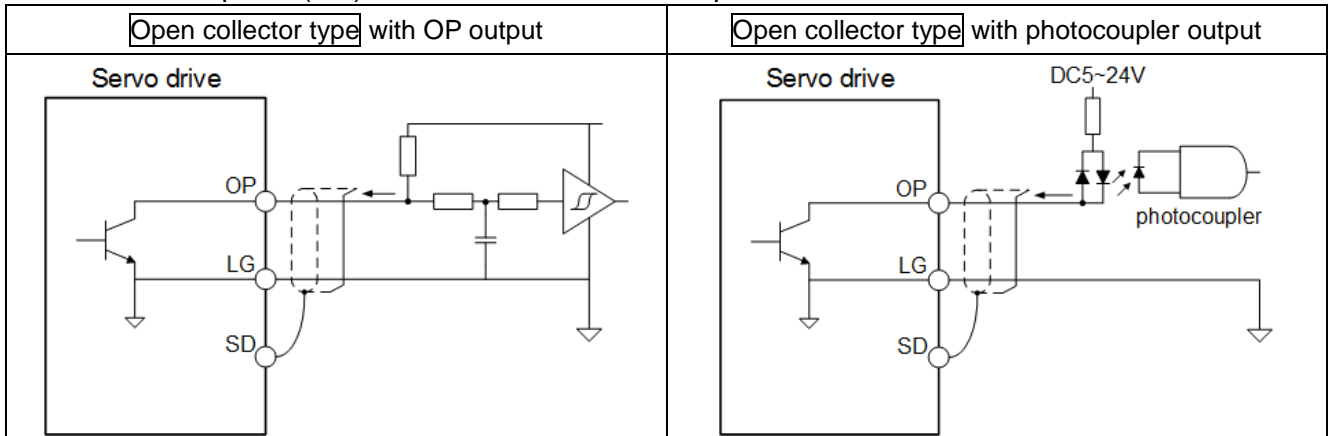 Open collector type with OP output
Open collector type with photocoupler output
Servo drive
OP
LG
SD
Servo drive
DC5~24V
OP
photocoupler
LG
SD